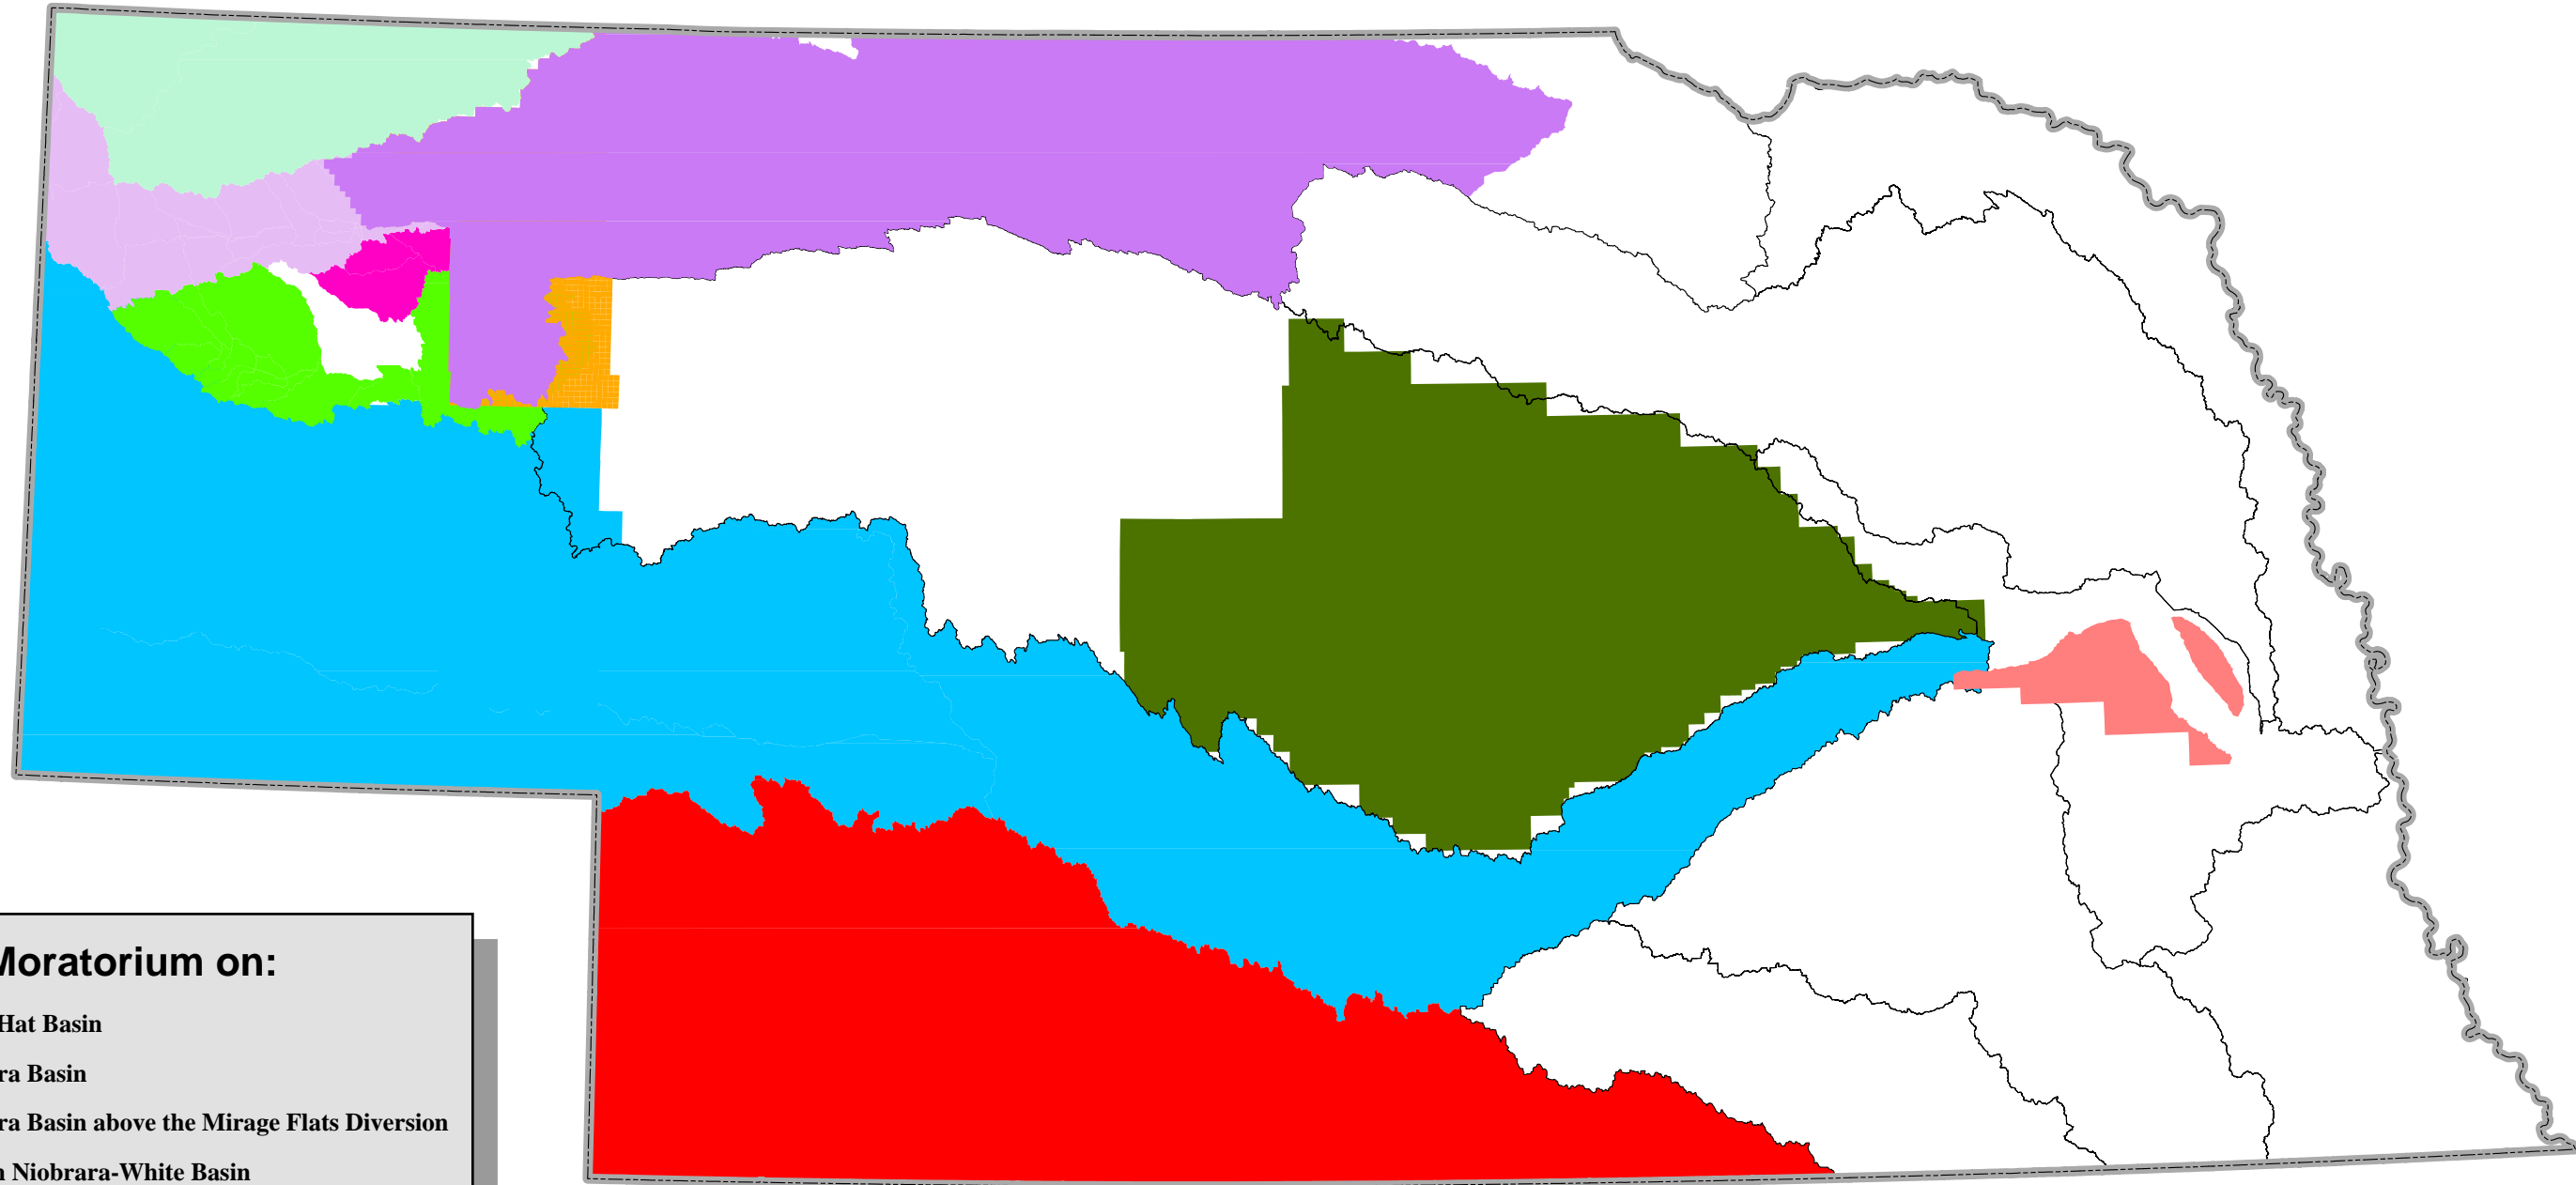 Moratorium on:
Hat Basin
ra Basin
ra Basin above the Mirage Flats Diversion
n Niobrara-White Basin